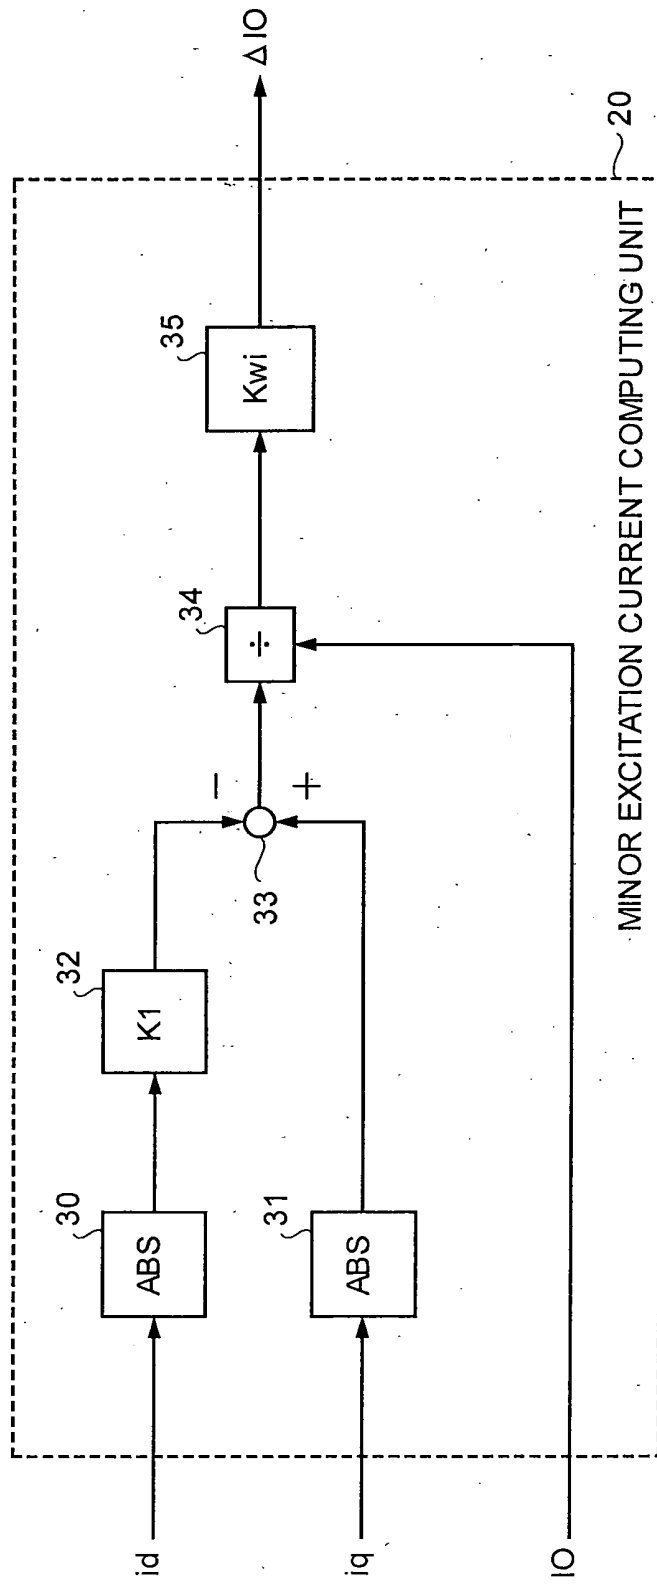 id
iq
IO
30
ABS
31
ABS
32
K1
33
−
+
34
÷
35
Kwi
ΔIO
20
MINOR EXCITATION CURRENT COMPUTING UNIT